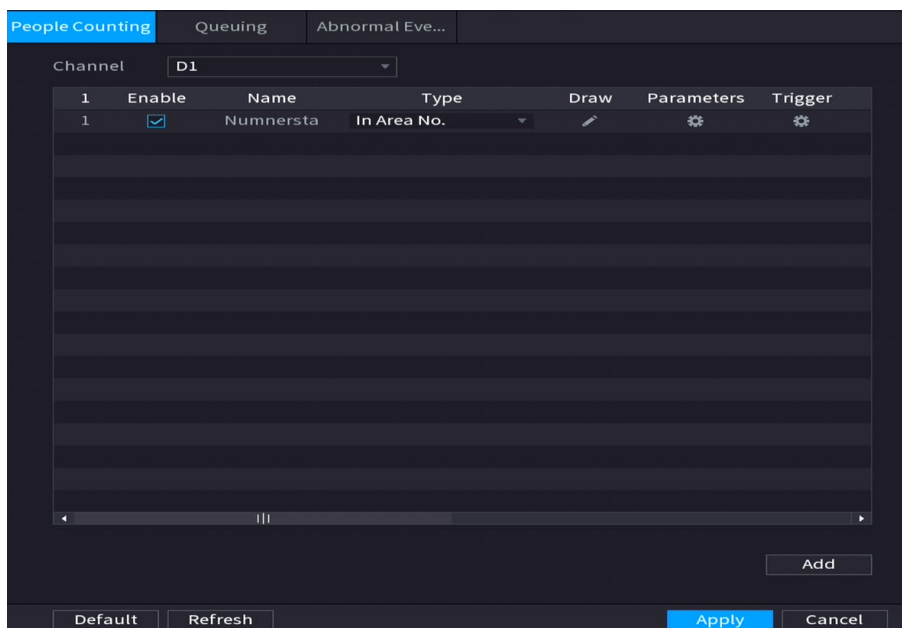 People Counting Queuing Abnormal Eve...
Channel D1
1 Enable Name Type Draw Parameters Trigger
1 Numnersta In Area No.
Add
Default Refresh Apply Cancel